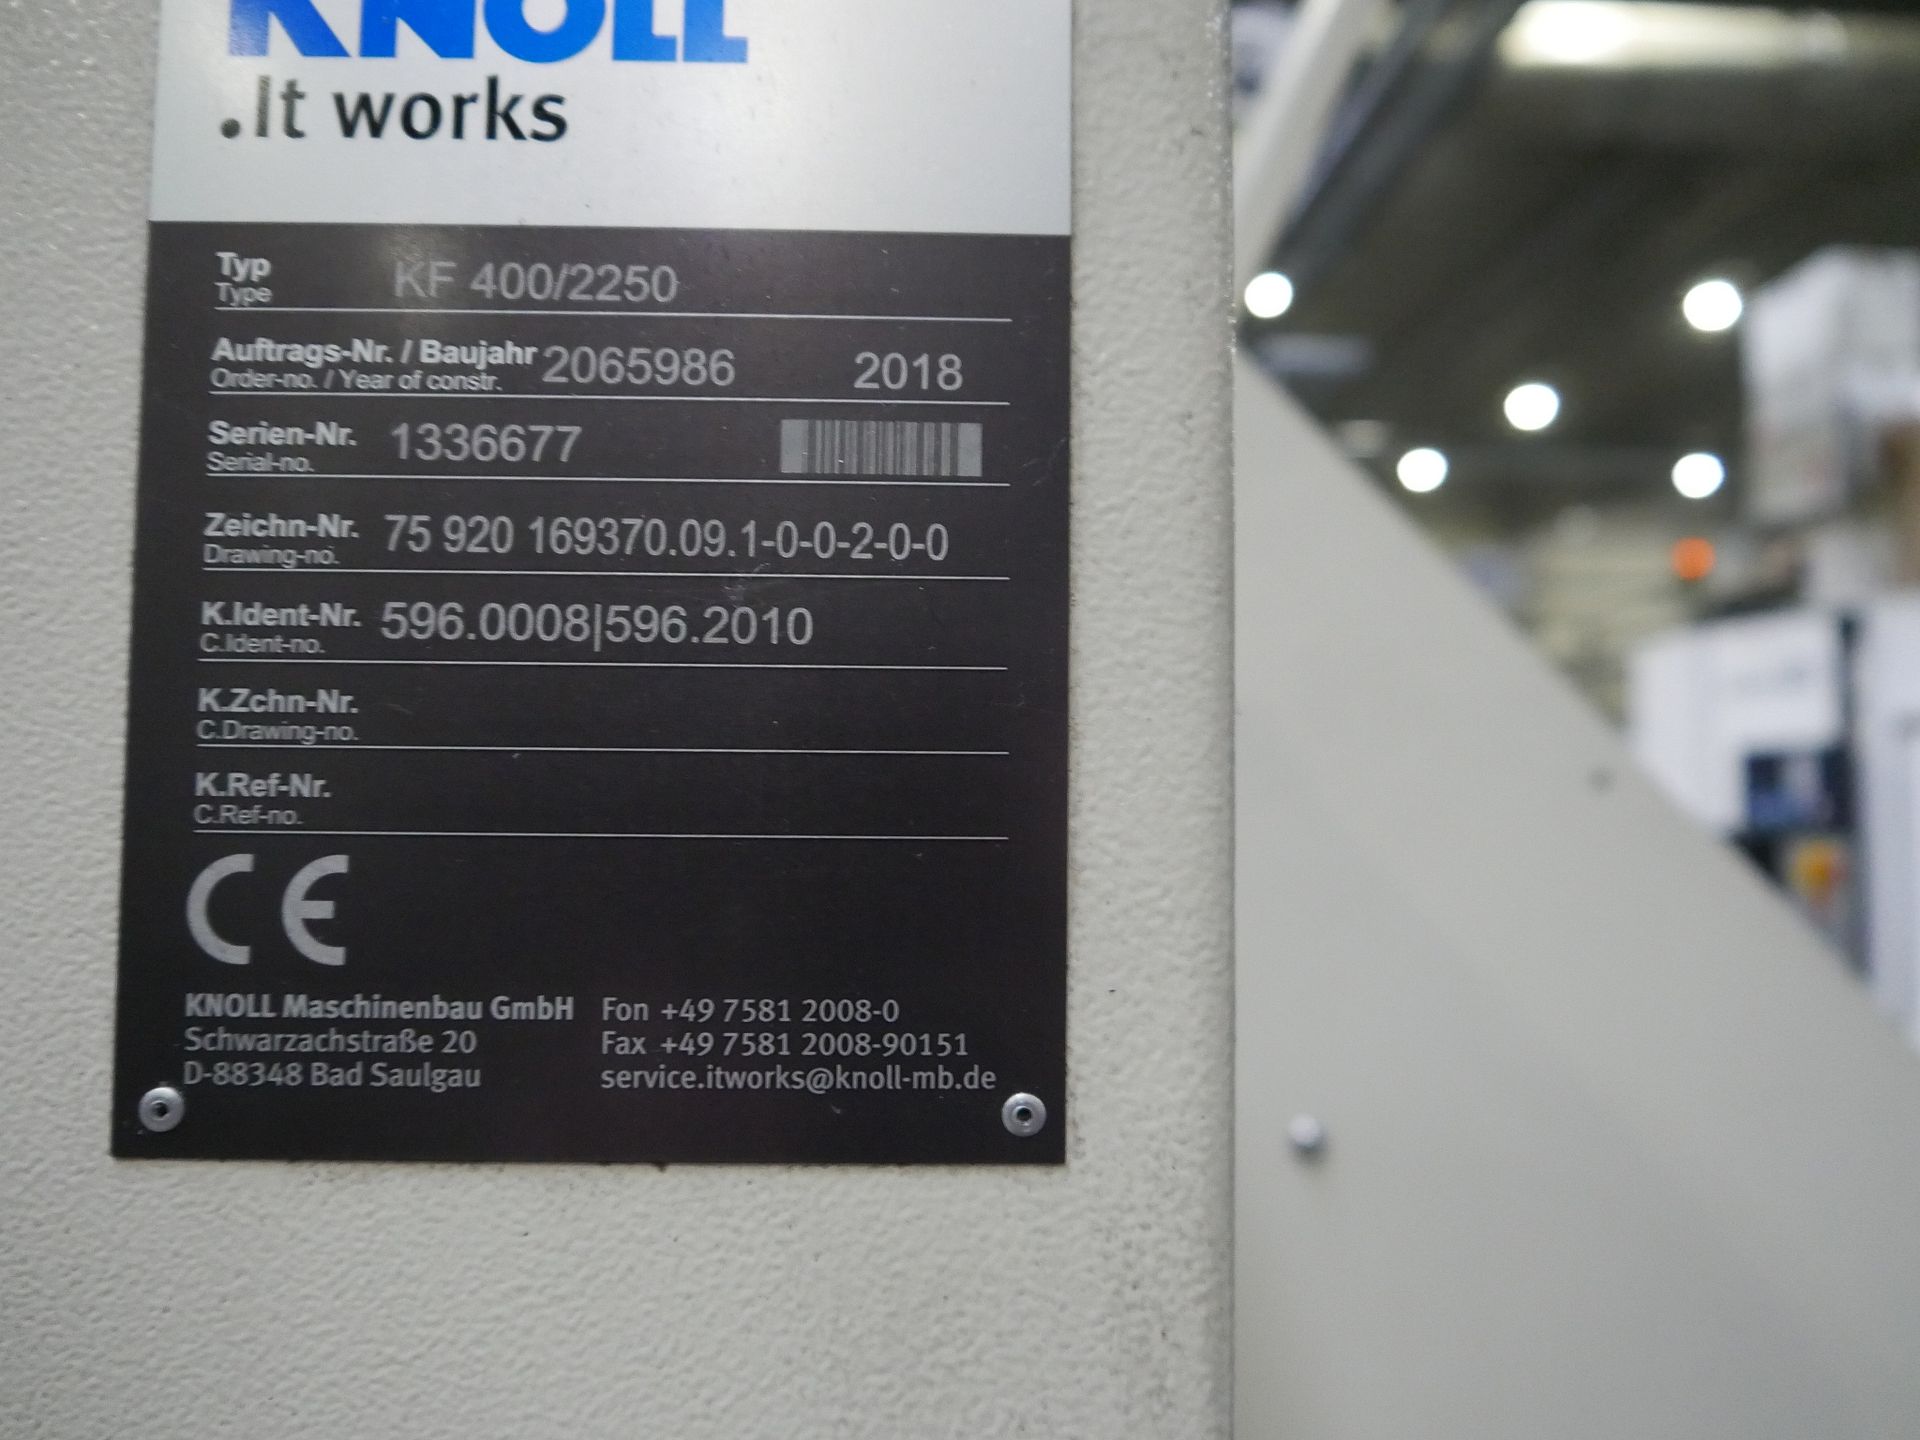 KNOLL
.It works
Typ KF 400/2250
Type
Auftrags-Nr. / Baujahr 2065986 2018
Order-no. / Year of constr.
Serien-Nr. 1336677
Serial-no.
Zeichn-Nr. 75 920 169370.09.1-0-0-2-0-0
Drawing-no.
K.Ident-Nr. 596.0008|596.2010
C.Ident-no.
K.Zchn-Nr.
C.Drawing-no.
K.Ref-Nr.
C.Ref-no.
CE
KNOLL Maschinenbau GmbH Fon +49 7581 2008-0
Schwarzachstraße 20 Fax +49 7581 2008-90151
D-88348 Bad Saulgau service.itworks@knoll-mb.de